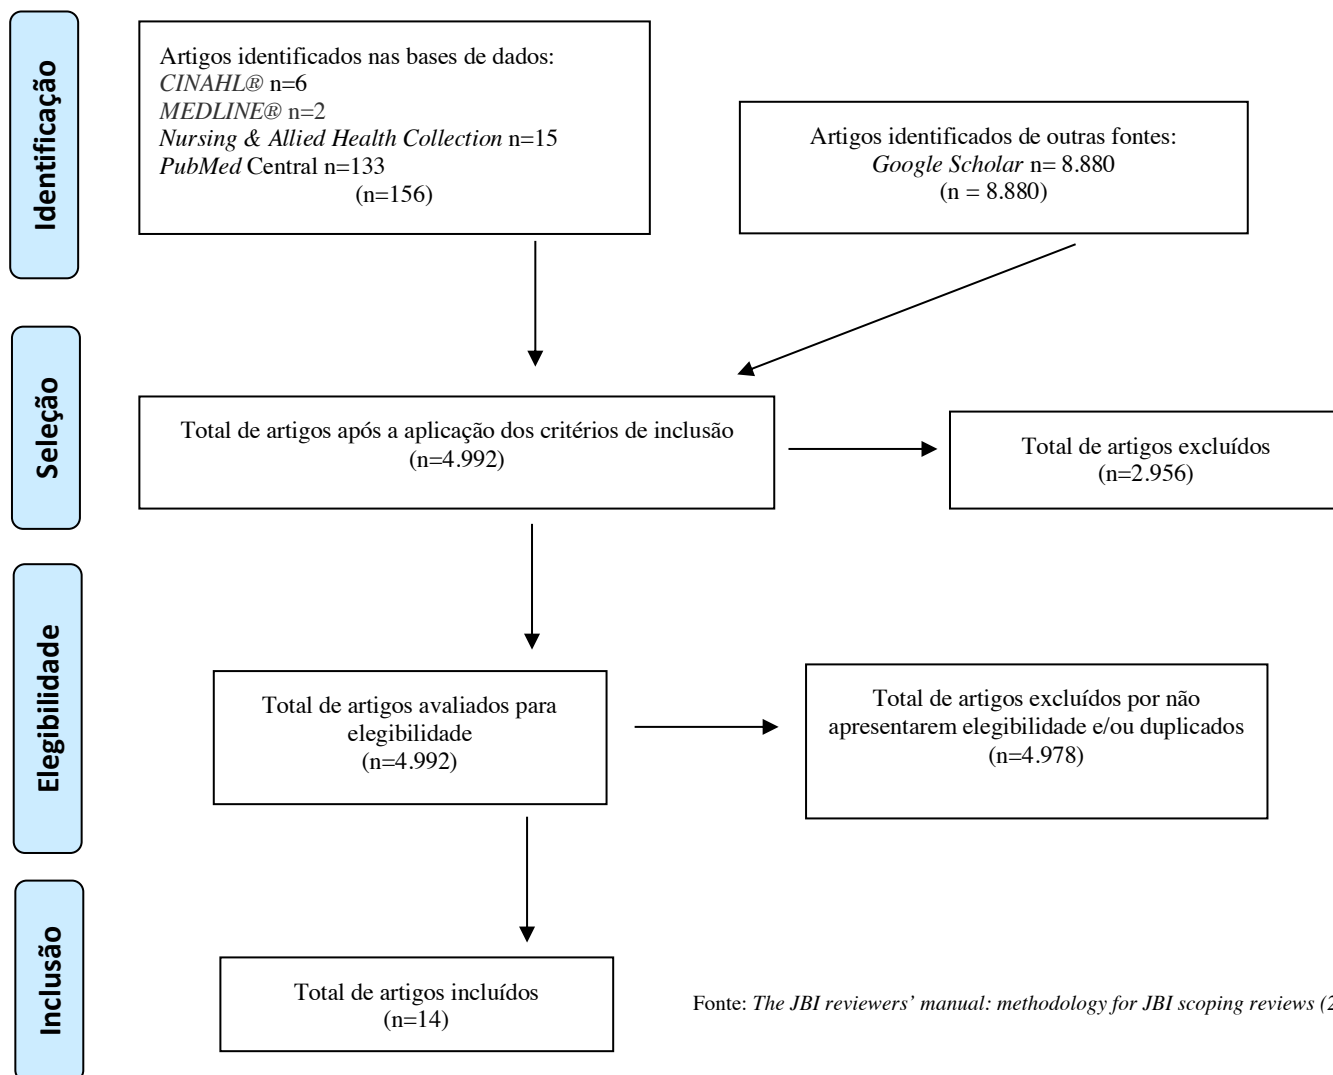 Identificação
Artigos identificados nas bases de dados:
CINAHL® n=6
MEDLINE® n=2
Nursing & Allied Health Collection n=15
PubMed Central n=133
(n=156)
Artigos identificados de outras fontes:
Google Scholar n= 8.880
(n = 8.880)
Seleção
Total de artigos após a aplicação dos critérios de inclusão
(n=4.992)
Total de artigos excluídos
(n=2.956)
Elegibilidade
Total de artigos avaliados para
elegibilidade
(n=4.992)
Total de artigos excluídos por não
apresentarem elegibilidade e/ou duplicados
(n=4.978)
Inclusão
Total de artigos incluídos
(n=14)
Fonte: The JBI reviewers’ manual: methodology for JBI scoping reviews (2